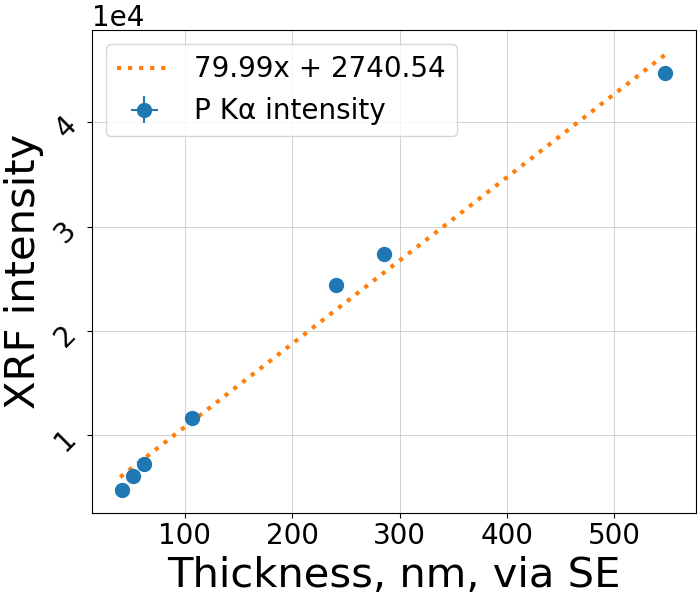 1e4
79.99x + 2740.54
P Kα intensity
4
3
2
1
XRF intensity
100 200 300 400 500
Thickness, nm, via SE